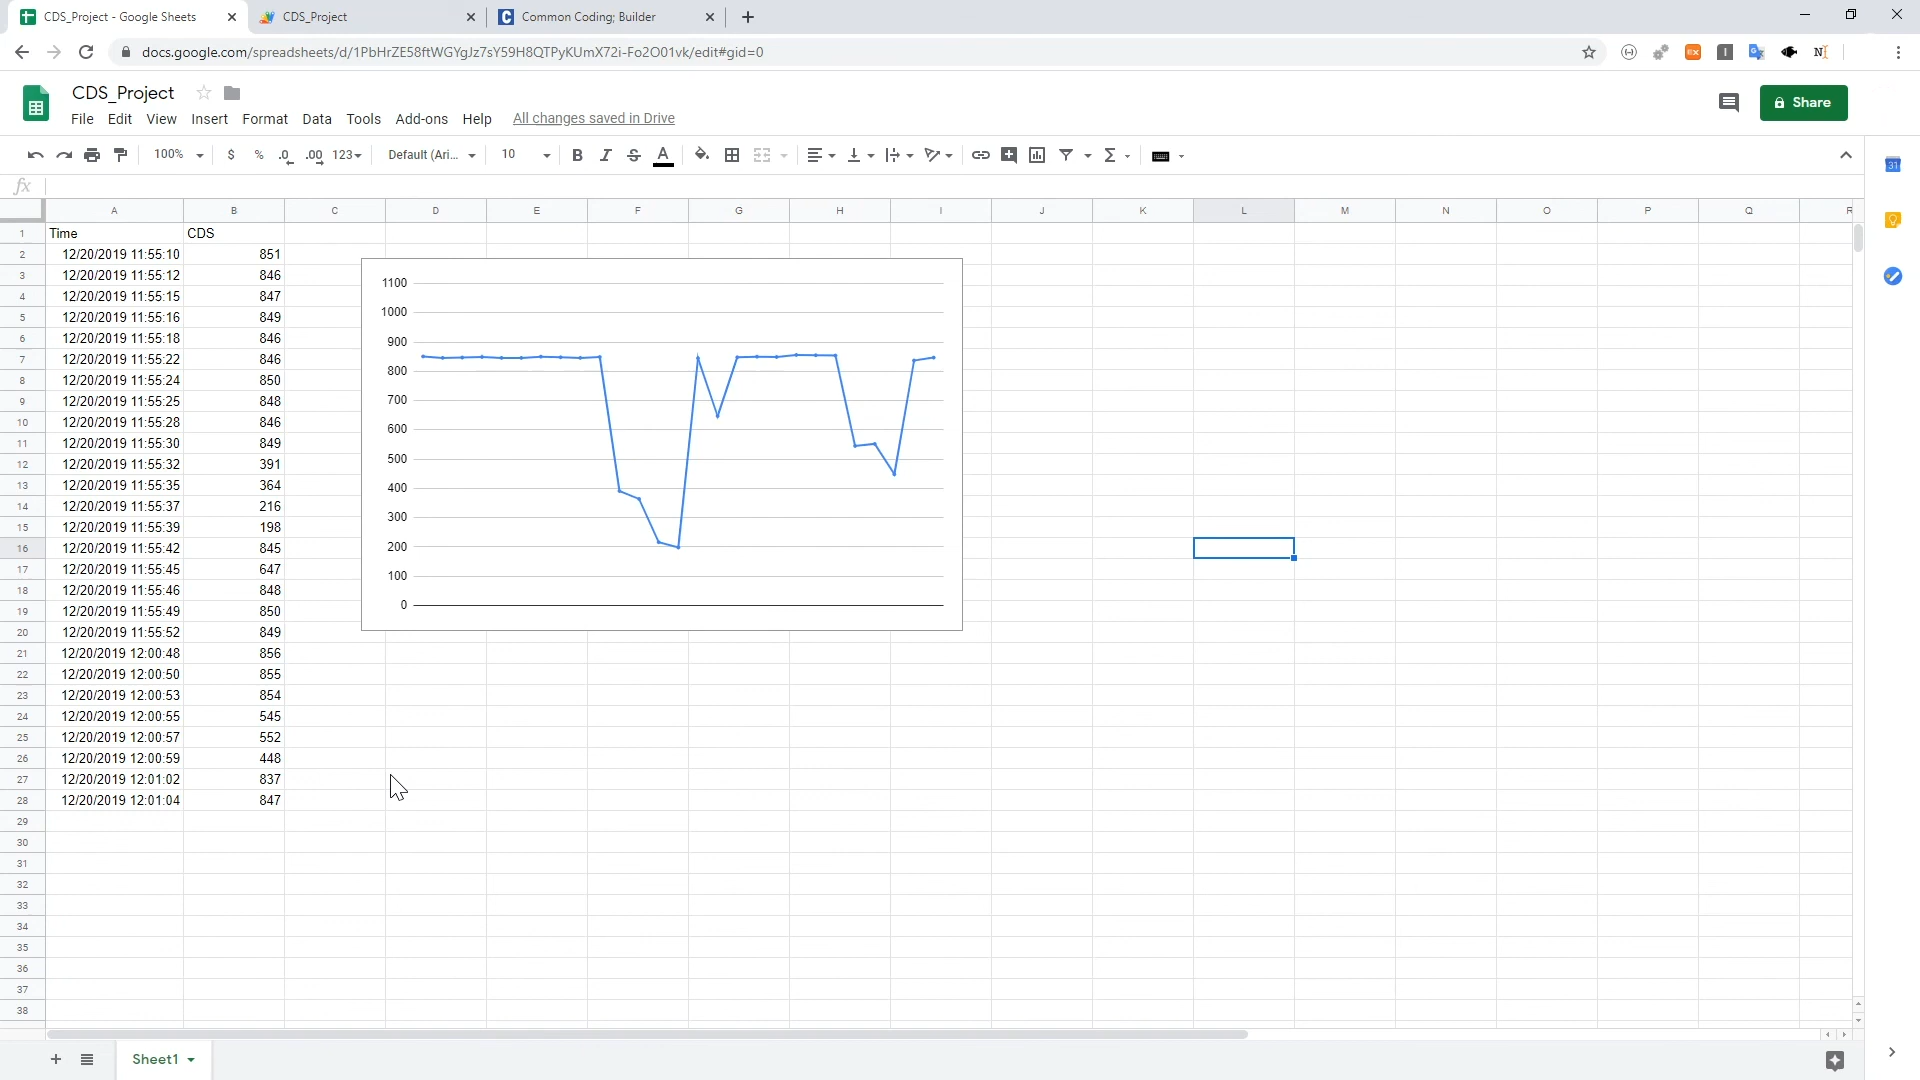 CDS_Project - Google Sheets
CDS_Project
Common Coding; Builder
docs.google.com/spreadsheets/d/1PbHrZE58ftWGYgJz7sY59H8QTPyKUmX72i-Fo2O01vk/edit#gid=0
CDS_Project
Share
File Edit View Insert Format Data Tools Add-ons Help All changes saved in Drive
100% $ % .0 .00 123 Default (Ari... 10 B I S A
fx
A B C D E F G H I J K L M N O P Q R
1 Time CDS
2 12/20/2019 11:55:10 851
3 12/20/2019 11:55:12 846
4 12/20/2019 11:55:15 847
5 12/20/2019 11:55:16 849
6 12/20/2019 11:55:18 846
7 12/20/2019 11:55:22 846
8 12/20/2019 11:55:24 850
9 12/20/2019 11:55:25 848
10 12/20/2019 11:55:28 846
11 12/20/2019 11:55:30 849
12 12/20/2019 11:55:32 391
13 12/20/2019 11:55:35 364
14 12/20/2019 11:55:37 216
15 12/20/2019 11:55:39 198
16 12/20/2019 11:55:42 845
17 12/20/2019 11:55:45 647
18 12/20/2019 11:55:46 848
19 12/20/2019 11:55:49 850
20 12/20/2019 11:55:52 849
21 12/20/2019 12:00:48 856
22 12/20/2019 12:00:50 855
23 12/20/2019 12:00:53 854
24 12/20/2019 12:00:55 545
25 12/20/2019 12:00:57 552
26 12/20/2019 12:00:59 448
27 12/20/2019 12:01:02 837
28 12/20/2019 12:01:04 847
29
30
31
32
33
34
35
36
37
38
1100
1000
900
800
700
600
500
400
300
200
100
0
31
Sheet1